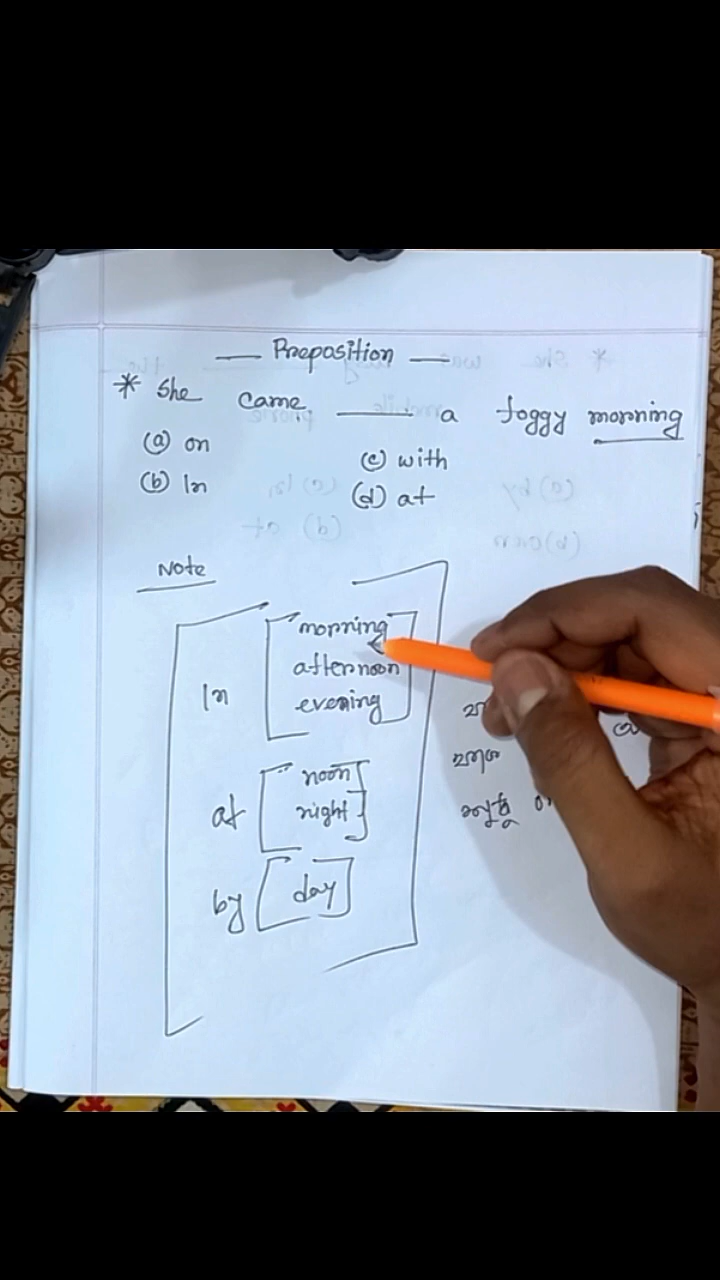 — Preposition —
* She came ____ a foggy morning
(a) on (c) with
(b) In (d) at
Note
In [morning
afternoon
evening]
at [noon
night]
by [day]